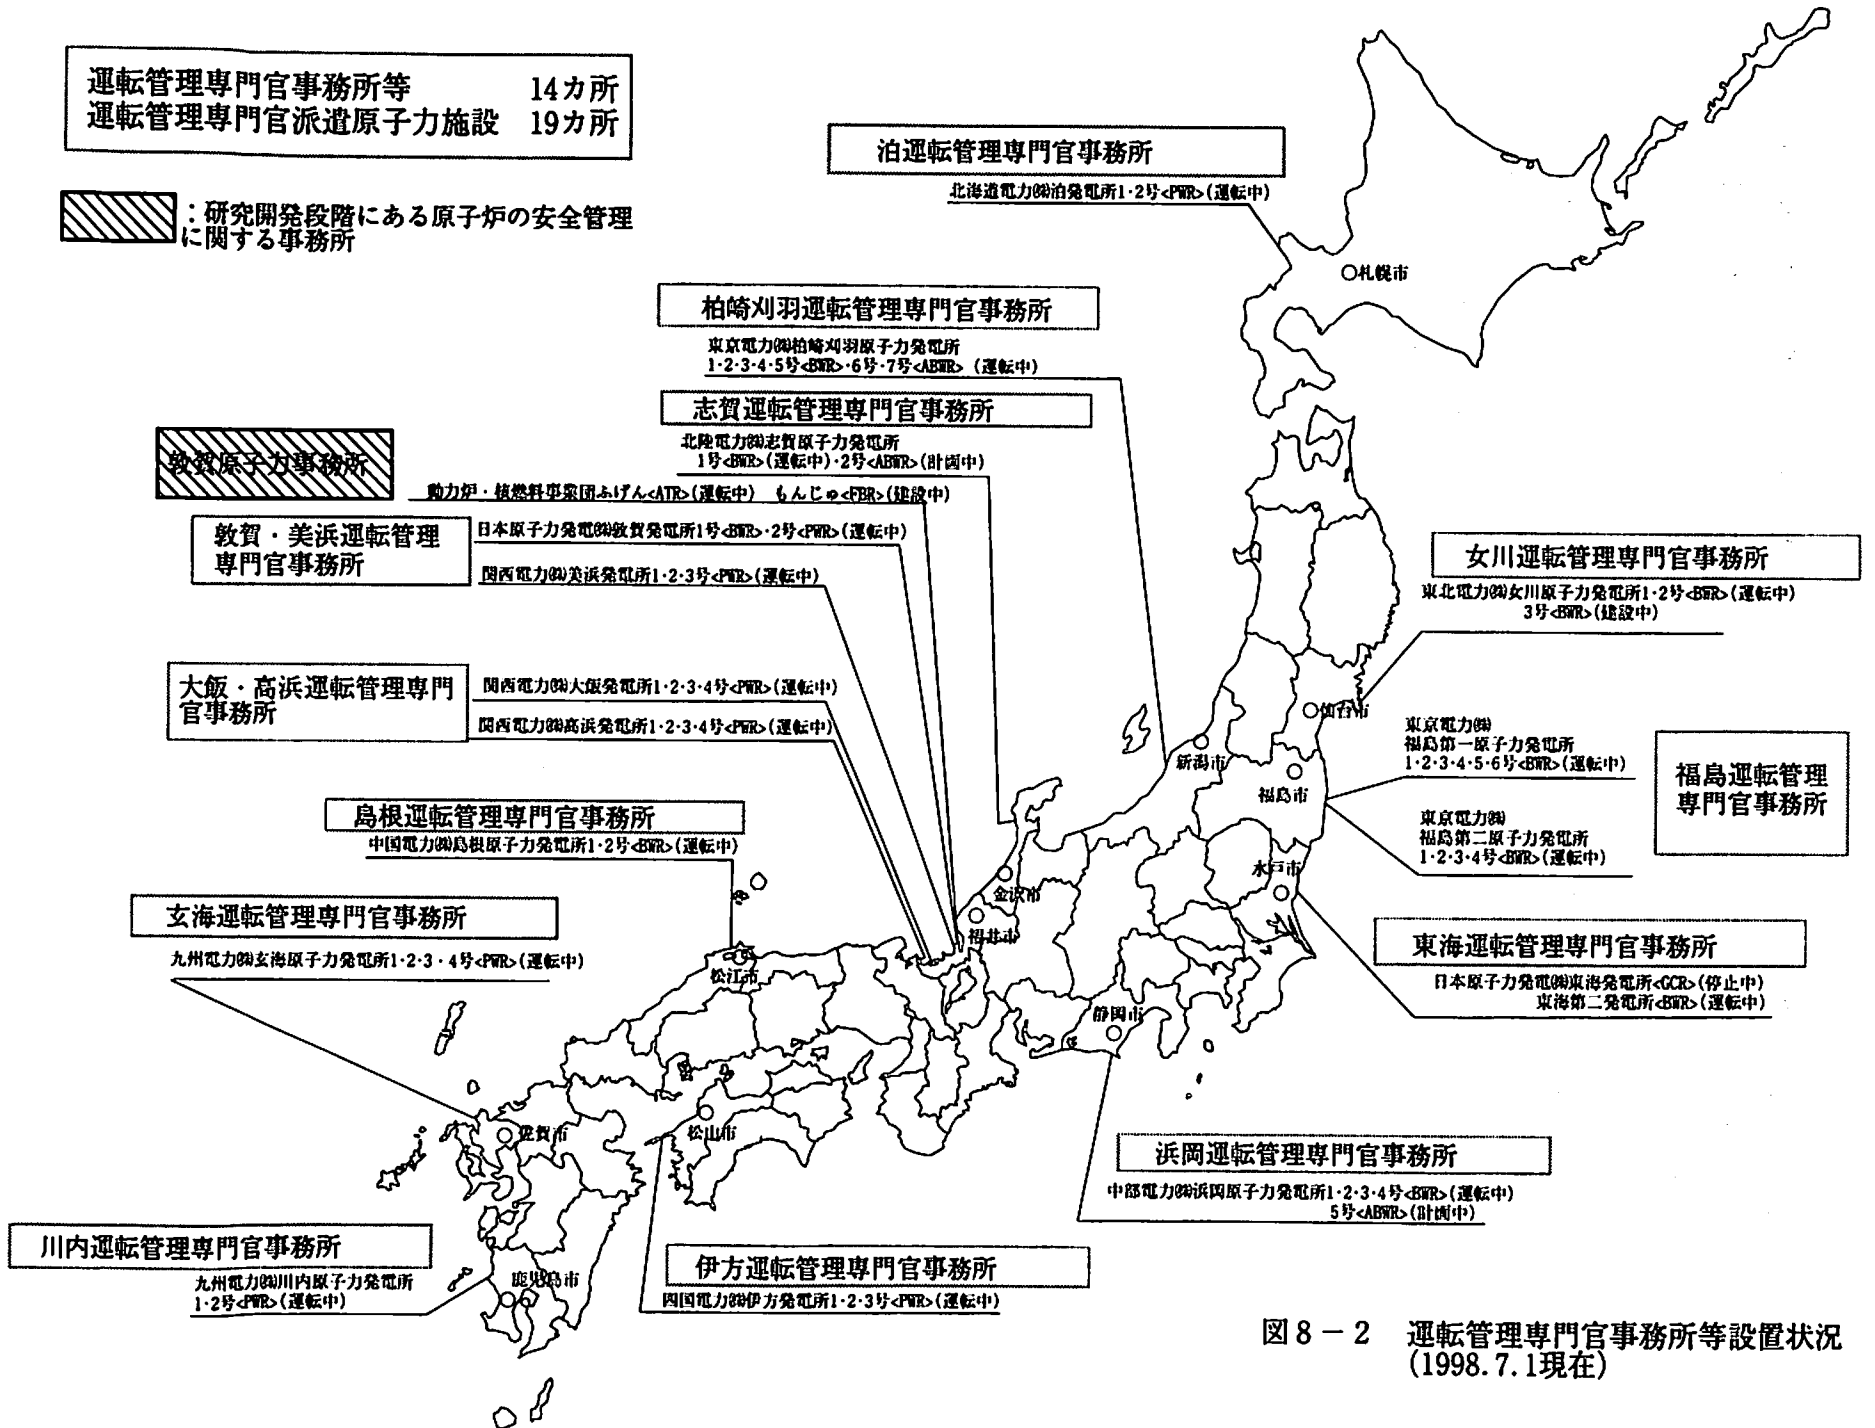 運転管理専門官事務所等 14カ所
運転管理専門官派遣原子力施設 19カ所
:研究開発段階にある原子炉の安全管理
に関する事務所
泊運転管理専門官事務所
北海道電力㈱泊発電所1・2号<PWR>(運転中)
札幌市
柏崎刈羽運転管理専門官事務所
東京電力㈱柏崎刈羽原子力発電所
1・2・3・4・5号<BWR>・6号・7号<ABWR> (運転中)
志賀運転管理専門官事務所
北陸電力㈱志賀原子力発電所
1号<BWR>(運転中)・2号<ABWR>(計画中)
敦賀原子力事務所
動力炉・核燃料事業団ふげん<ATR>(運転中) もんじゅ<FBR>(建設中)
敦賀・美浜運転管理
専門官事務所
日本原子力発電㈱敦賀発電所1号<BWR>・2号<PWR>(運転中)
関西電力㈱美浜発電所1・2・3号<PWR>(運転中)
女川運転管理専門官事務所
東北電力㈱女川原子力発電所1・2号<BWR>(運転中)
3号<BWR>(建設中)
大飯・高浜運転管理専門
官事務所
関西電力㈱大飯発電所1・2・3・4号<PWR>(運転中)
関西電力㈱高浜発電所1・2・3・4号<PWR>(運転中)
仙台市
新潟市
福島市
東京電力㈱
福島第一原子力発電所
1・2・3・4・5・6号<BWR>(運転中)
東京電力㈱
福島第二原子力発電所
1・2・3・4号<BWR>(運転中)
福島運転管理
専門官事務所
島根運転管理専門官事務所
中国電力㈱島根原子力発電所1・2号<BWR>(運転中)
水戸市
金沢市
福井市
玄海運転管理専門官事務所
九州電力㈱玄海原子力発電所1・2・3・4号<PWR>(運転中)
松江市
東海運転管理専門官事務所
日本原子力発電㈱東海発電所<GCR>(停止中)
東海第二発電所<BWR>(運転中)
静岡市
佐賀市
松山市
浜岡運転管理専門官事務所
中部電力㈱浜岡原子力発電所1・2・3・4号<BWR>(運転中)
5号<ABWR>(計画中)
川内運転管理専門官事務所
九州電力㈱川内原子力発電所
1・2号<PWR>(運転中)
鹿児島市
伊方運転管理専門官事務所
四国電力㈱伊方発電所1・2・3号<PWR>(運転中)
図8-2 運転管理専門官事務所等設置状況
(1998.7.1現在)